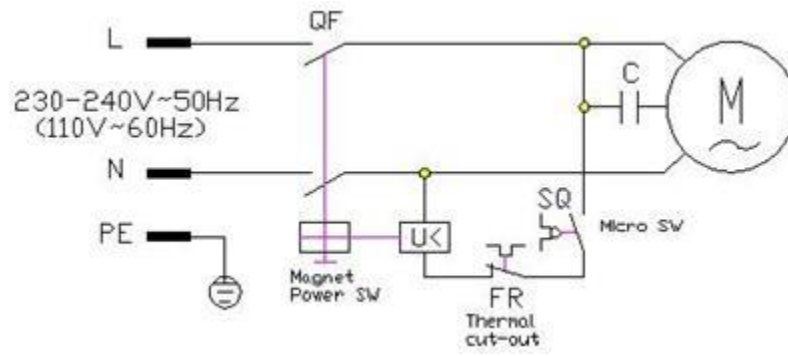 QF
L
C
230-240V~50Hz
(110V~60Hz)
M
N
SQ
PE
U<
Micro SW
Magnet
Power SW
FR
Thermal
cut-out